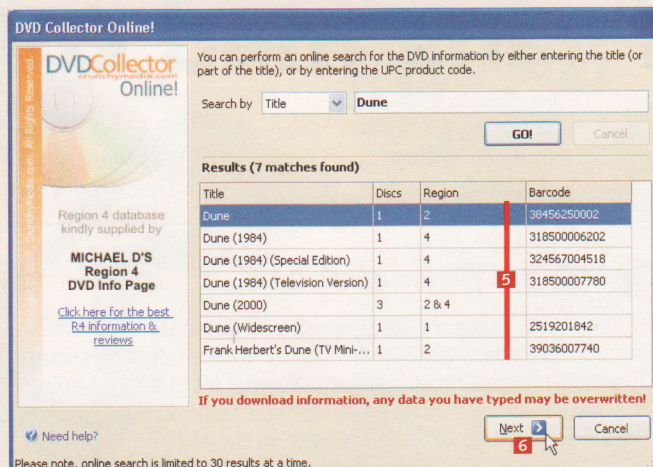 DVD Collector Online!
DVDCollector
crunchymedia.com
Online!
CrunchyMedia.com. All Rights Reserved.
Region 4 database
kindly supplied by
MICHAEL D'S
Region 4
DVD Info Page
Click here for the best
R4 information &
reviews
Need help?
You can perform an online search for the DVD information by either entering the title (or
part of the title), or by entering the UPC product code.
Search by Title Dune
GO! Cancel
Results (7 matches found)
Title Discs Region Barcode
Dune 1 2 38456250002
Dune (1984) 1 4 318500006202
Dune (1984) (Special Edition) 1 4 324567004518
Dune (1984) (Television Version) 1 4 5 318500007780
Dune (2000) 3 2 & 4
Dune (Widescreen) 1 1 2519201842
Frank Herbert's Dune (TV Mini-... 1 2 39036007740
If you download information, any data you have typed may be overwritten!
Next Cancel
6
Please note, online search is limited to 30 results at a time.